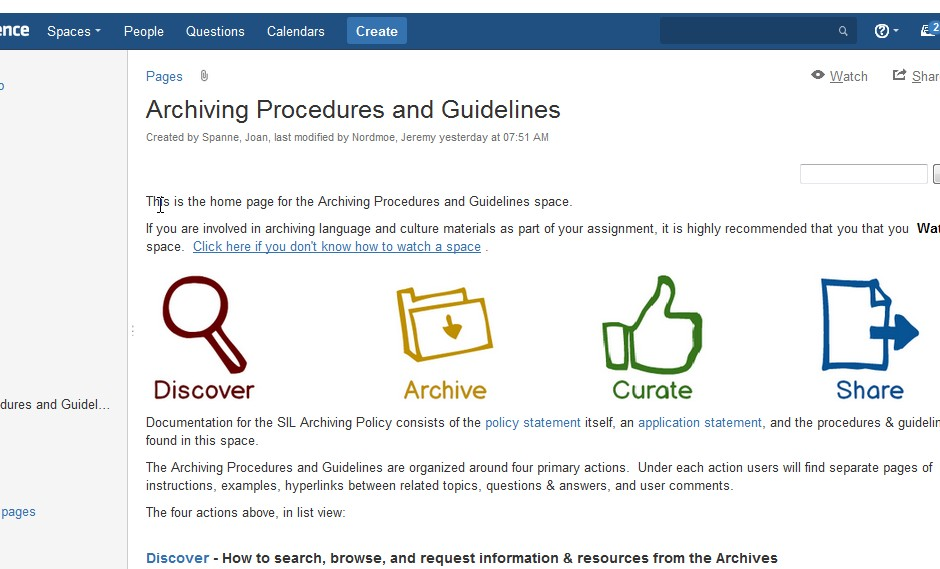 ence Spaces People Questions Calendars Create 2
Pages Watch Shar
Archiving Procedures and Guidelines
Created by Spanne, Joan, last modified by Nordmoe, Jeremy yesterday at 07:51 AM
This is the home page for the Archiving Procedures and Guidelines space.
If you are involved in archiving language and culture materials as part of your assignment, it is highly recommended that you that you Wat
space. Click here if you don't know how to watch a space .
Discover Archive Curate Share
dures and Guidel...
Documentation for the SIL Archiving Policy consists of the policy statement itself, an application statement, and the procedures & guidelin
found in this space.
The Archiving Procedures and Guidelines are organized around four primary actions. Under each action users will find separate pages of
instructions, examples, hyperlinks between related topics, questions & answers, and user comments.
pages
The four actions above, in list view:
Discover - How to search, browse, and request information & resources from the Archives